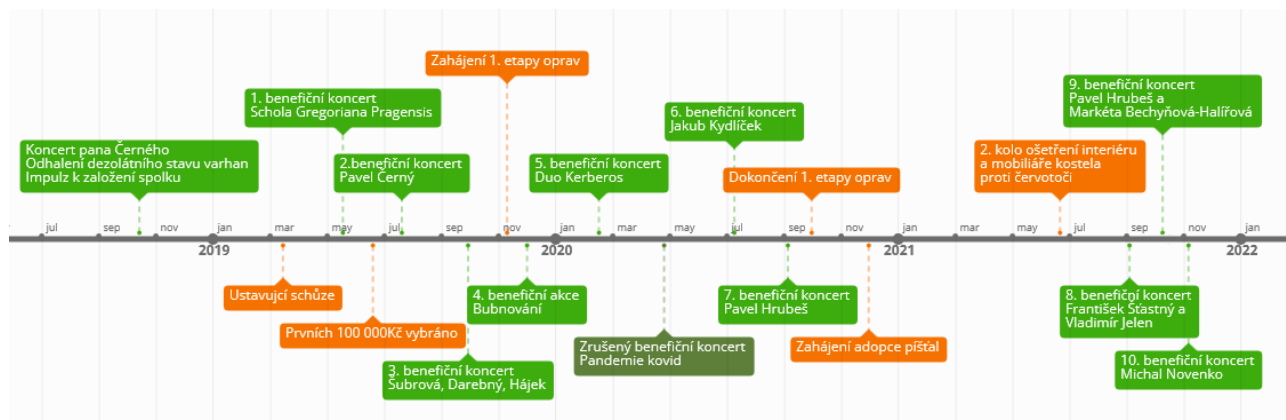 Zahájení 1. etapy oprav
1. benefiční koncert
Schola Gregoriana Pragensis
9. benefiční koncert
Pavel Hrubeš a
Markéta Bechyňová-Halířová
6. benefiční koncert
Jakub Kydlíček
Koncert pana Černého
Odhalení dezolátního stavu varhan
Impulz k založení spolku
2.benefiční koncert
Pavel Černý
5. benefiční koncert
Duo Kerberos
Dokončení 1. etapy oprav
2. kolo ošetření interiéru
a mobiliáře kostela
proti červotoči
jul sep nov jan mar may jul sep nov jan mar may jul sep nov jan mar may jul sep nov jan
2019 2020 2021 2022
Ustavujcí schůze
4. benefiční akce
Bubnování
7. benefiční koncert
Pavel Hrubeš
8. benefiční koncert
František Šťastný a
Vladimír Jelen
Prvních 100 000Kč vybráno
Zrušený benefiční koncert
Pandemie kovid
Zahájení adopce píšťal
3. benefiční koncert
Šubrová, Darebný, Hájek
10. benefiční koncert
Michal Novenko